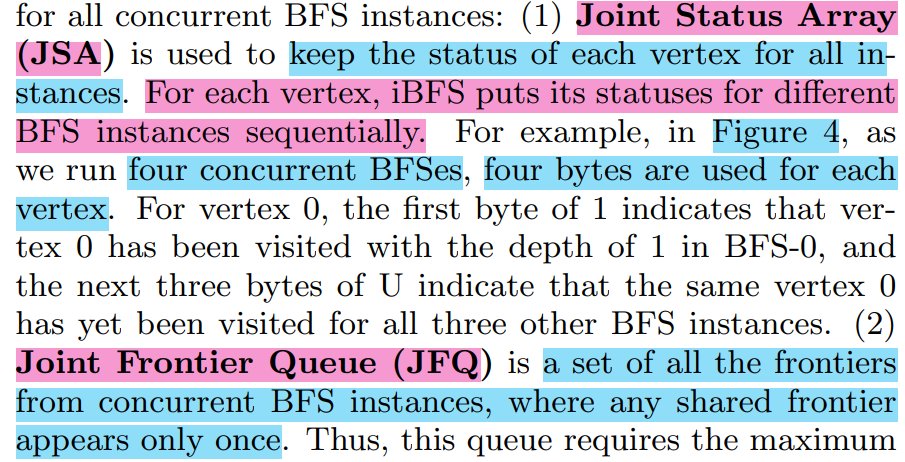 for all concurrent BFS instances: (1) Joint Status Array
(JSA) is used to keep the status of each vertex for all in-
stances. For each vertex, iBFS puts its statuses for different
BFS instances sequentially. For example, in Figure 4, as
we run four concurrent BFSes, four bytes are used for each
vertex. For vertex 0, the first byte of 1 indicates that ver-
tex 0 has been visited with the depth of 1 in BFS-0, and
the next three bytes of U indicate that the same vertex 0
has yet been visited for all three other BFS instances. (2)
Joint Frontier Queue (JFQ) is a set of all the frontiers
from concurrent BFS instances, where any shared frontier
appears only once. Thus, this queue requires the maximum